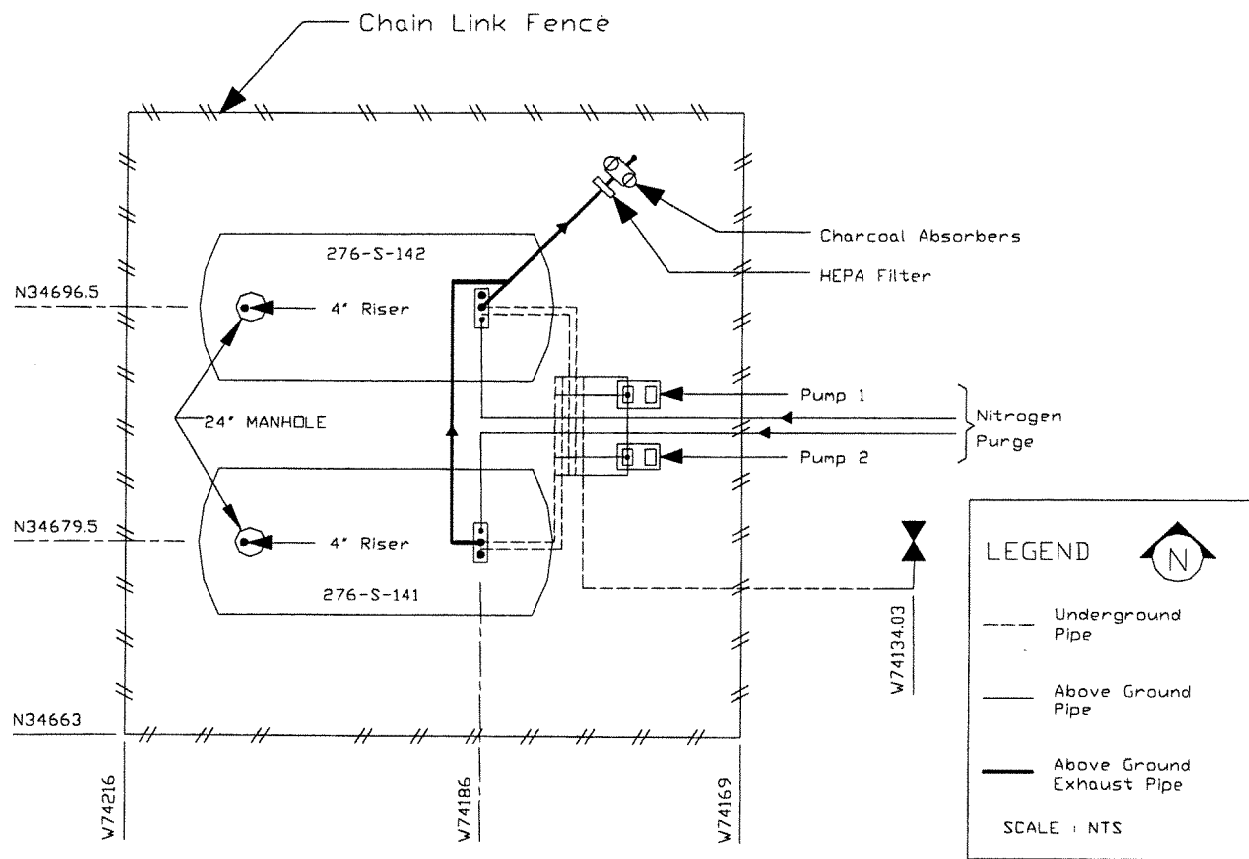 Chain Link Fence
Charcoal Absorbers
HEPA Filter
276-S-142
N34696.5
4" Riser
Pump 1
24" MANHOLE
Nitrogen
Purge
Pump 2
N34679.5
4" Riser
276-S-141
N34663
W74216
W74186
W74169
W74134.03
LEGEND
N
Underground
Pipe
Above Ground
Pipe
Above Ground
Exhaust Pipe
SCALE : NTS